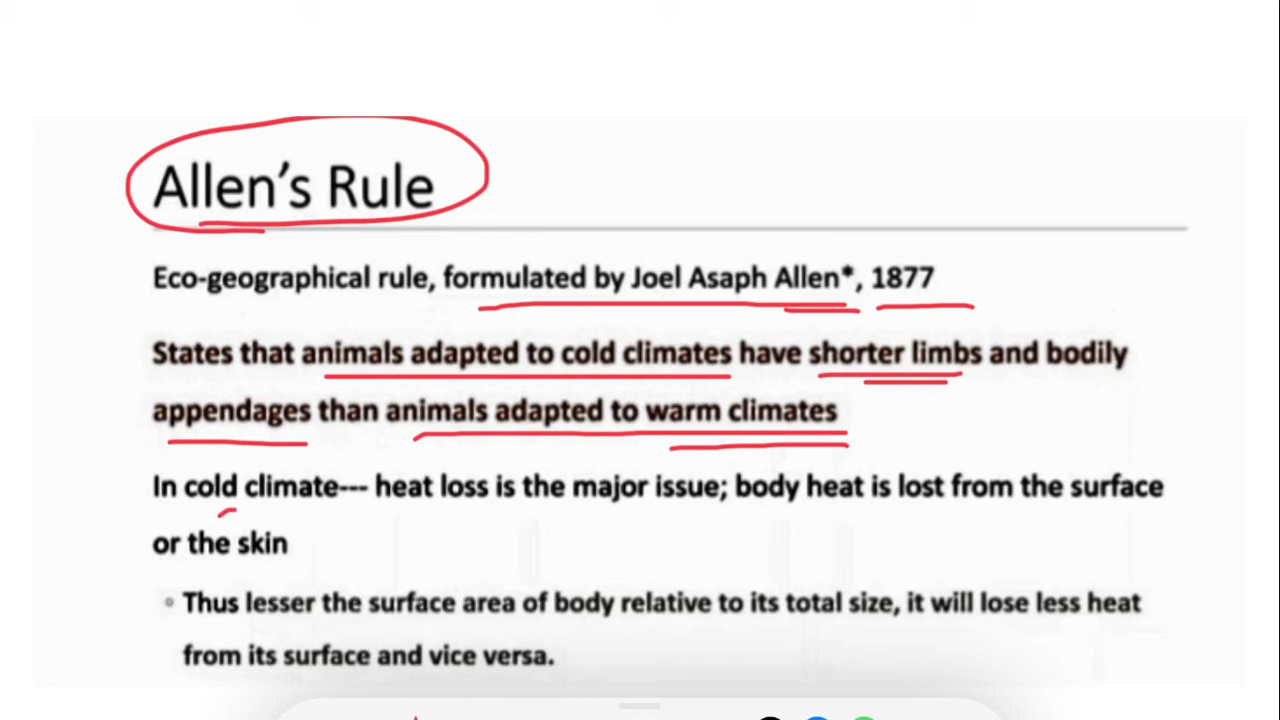 Allen's Rule
Eco-geographical rule, formulated by Joel Asaph Allen*, 1877
States that animals adapted to cold climates have shorter limbs and bodily
appendages than animals adapted to warm climates
In cold climate--- heat loss is the major issue; body heat is lost from the surface
or the skin
Thus lesser the surface area of body relative to its total size, it will lose less heat
from its surface and vice versa.